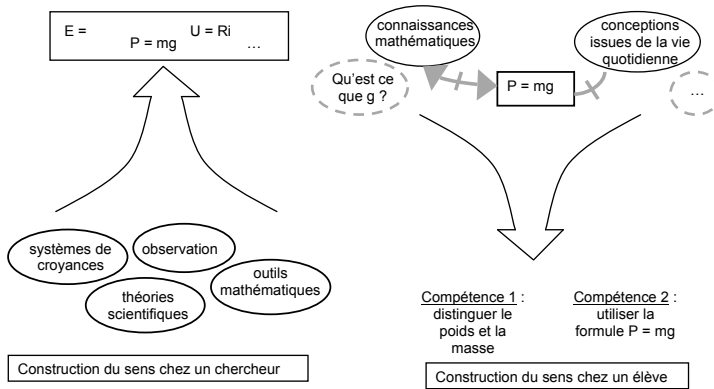 E =
U = Ri
P = mg
…
systèmes de
croyances
observation
théories
scientifiques
outils
mathématiques
Construction du sens chez un chercheur
connaissances
mathématiques
conceptions
issues de la vie
quotidienne
Qu'est ce
que g ?
P = mg
…
Compétence 1 :
distinguer le
poids et la
masse
Compétence 2 :
utiliser la
formule P = mg
Construction du sens chez un élève